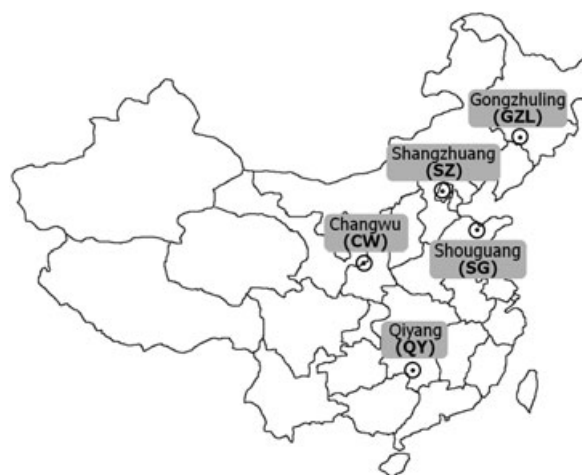 Gongzhuling
(GZL)
Shangzhuang
(SZ)
Changwu
(CW)
Shouguang
(SG)
Qiyang
(QY)